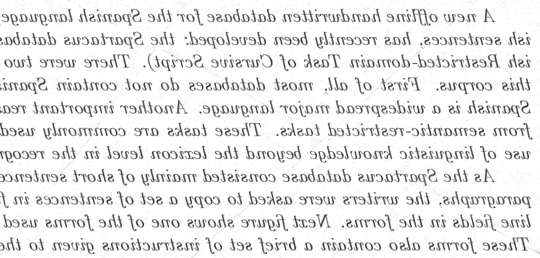 A new offline handwritten database for the Spanish language
ish sentences, has recently been developed: the Spartacus databas
ish Restricted-domain Task of Cursive Script). There were two
this corpus. First of all, most databases do not contain Spani
Spanish is a widespread major language. Another important rea
from semantic-restricted tasks. These tasks are commonly used
use of linguistic knowledge beyond the lexicon level in the recogn
As the Spartacus database consisted mainly of short sentence
paragraphs, the writers were asked to copy a set of sentences in f
line fields in the forms. Next figure shows one of the forms used
These forms also contain a brief set of instructions given to the